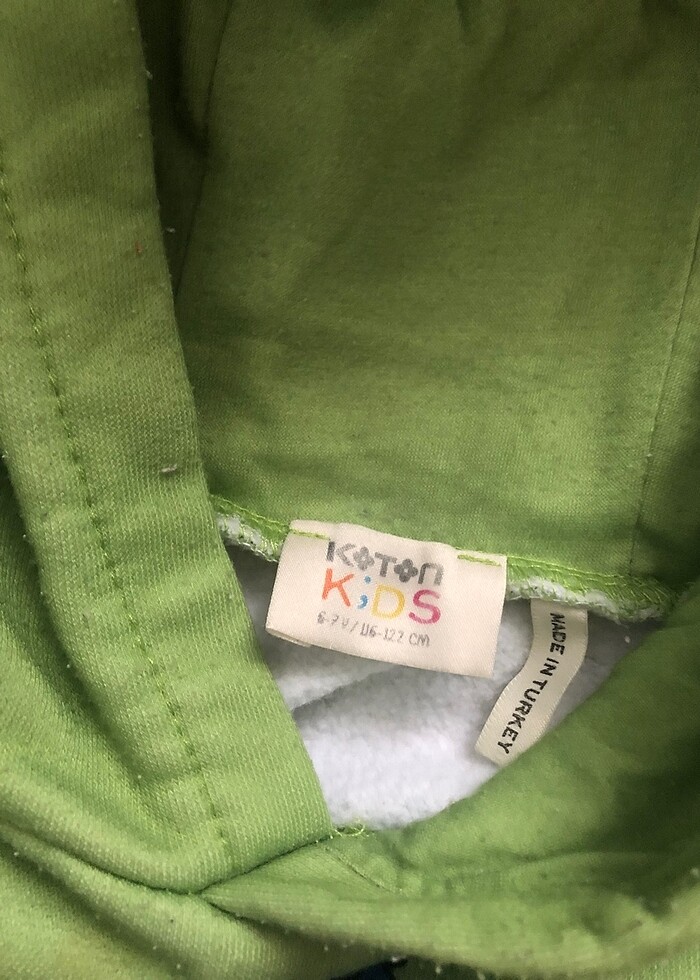 KOTON
KiDS
6-7 Y / 116-122 CM
MADE IN TURKEY